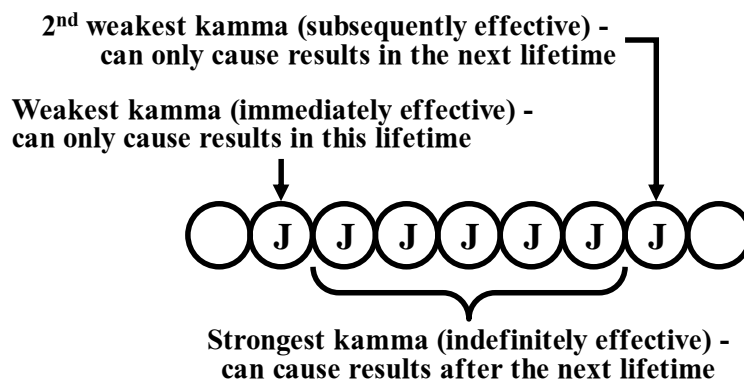 2nd weakest kamma (subsequently effective) -
can only cause results in the next lifetime
Weakest kamma (immediately effective) -
can only cause results in this lifetime
J J J J J J J
Strongest kamma (indefinitely effective) -
can cause results after the next lifetime